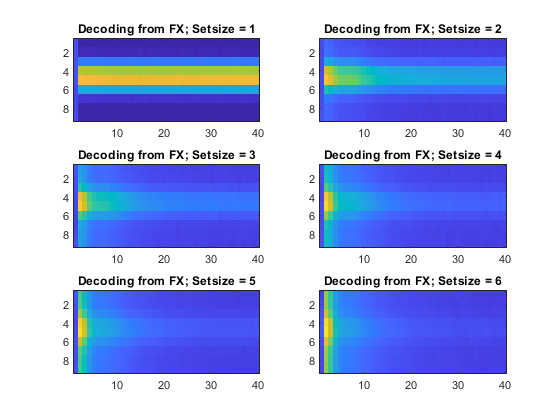 Decoding from FX; Setsize = 1
2
4
6
8
10 20 30 40
Decoding from FX; Setsize = 2
2
4
6
8
10 20 30 40
Decoding from FX; Setsize = 3
2
4
6
8
10 20 30 40
Decoding from FX; Setsize = 4
2
4
6
8
10 20 30 40
Decoding from FX; Setsize = 5
2
4
6
8
10 20 30 40
Decoding from FX; Setsize = 6
2
4
6
8
10 20 30 40